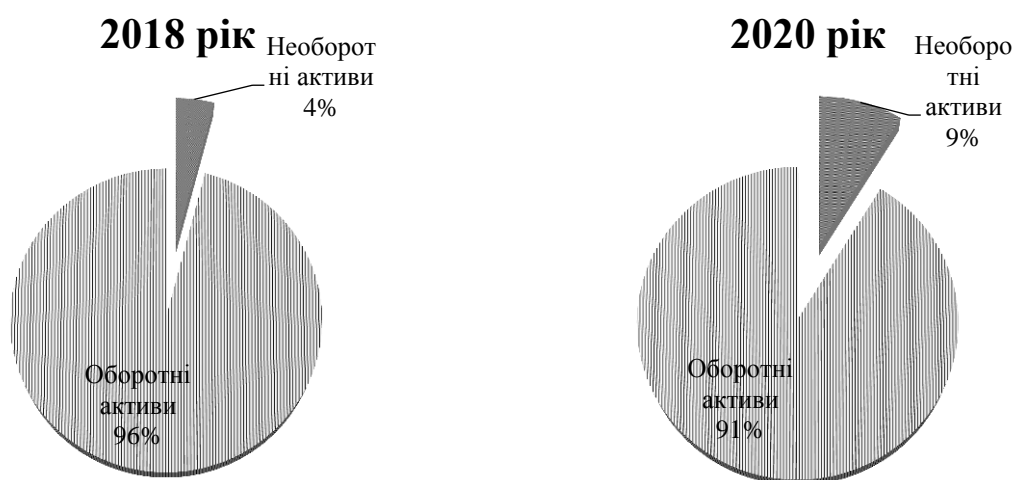 2018 рік
Необорот
ні активи
4%
Оборотні
активи
96%
2020 рік
Необоро
тні
активи
9%
Оборотні
активи
91%